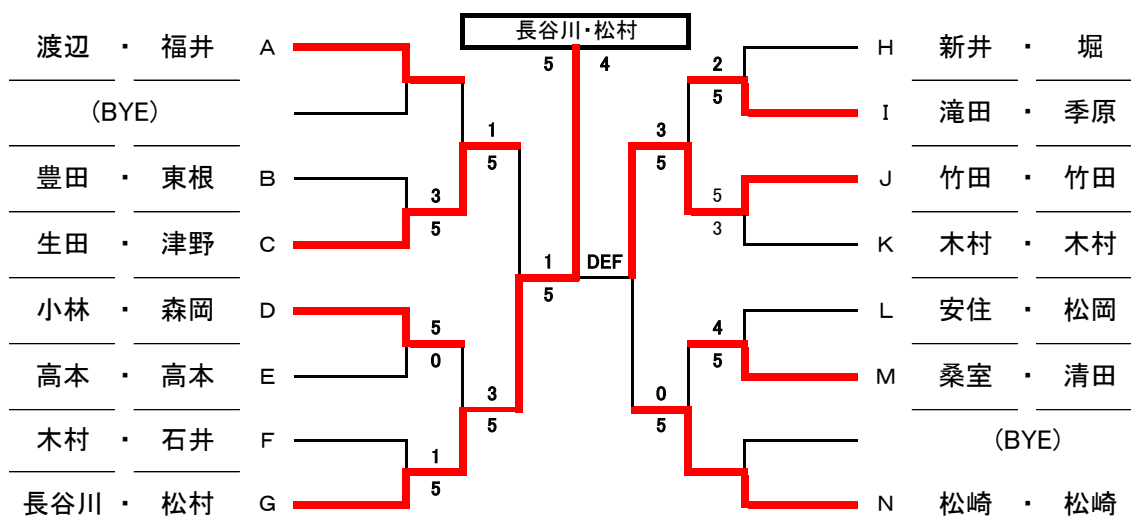 長谷川・松村
5 4
渡辺 ・ 福井 A
(BYE)
豊田 ・ 東根 B
生田 ・ 津野 C
小林 ・ 森岡 D
高本 ・ 高本 E
木村 ・ 石井 F
長谷川 ・ 松村 G
1
5
3
5
1
5
5
0
3
5
1
5
DEF
2
5
3
5
5
3
4
5
0
5
H 新井 ・ 堀
I 滝田 ・ 季原
J 竹田 ・ 竹田
K 木村 ・ 木村
L 安住 ・ 松岡
M 桑室 ・ 清田
(BYE)
N 松崎 ・ 松崎